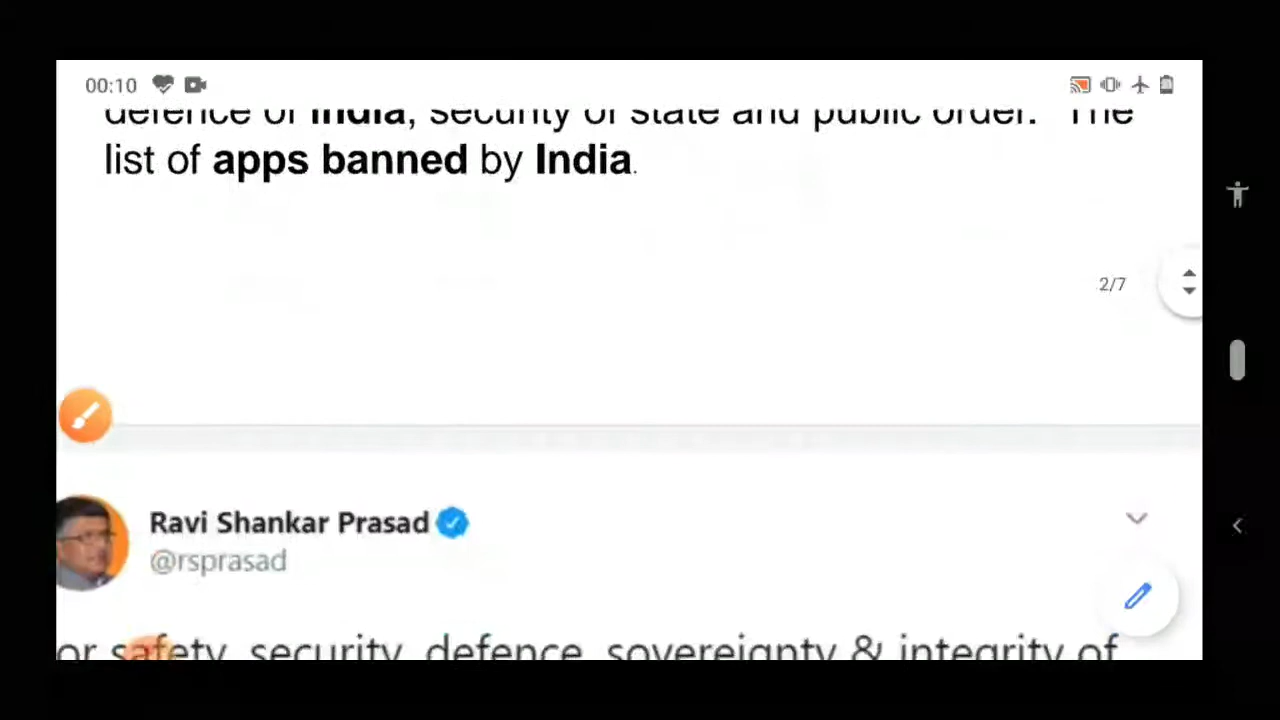 00:10
defence of India, security of state and public order. The
list of apps banned by India.
2/7
Ravi Shankar Prasad
@rsprasad
or safety, security, defence, sovereignty & integrity of